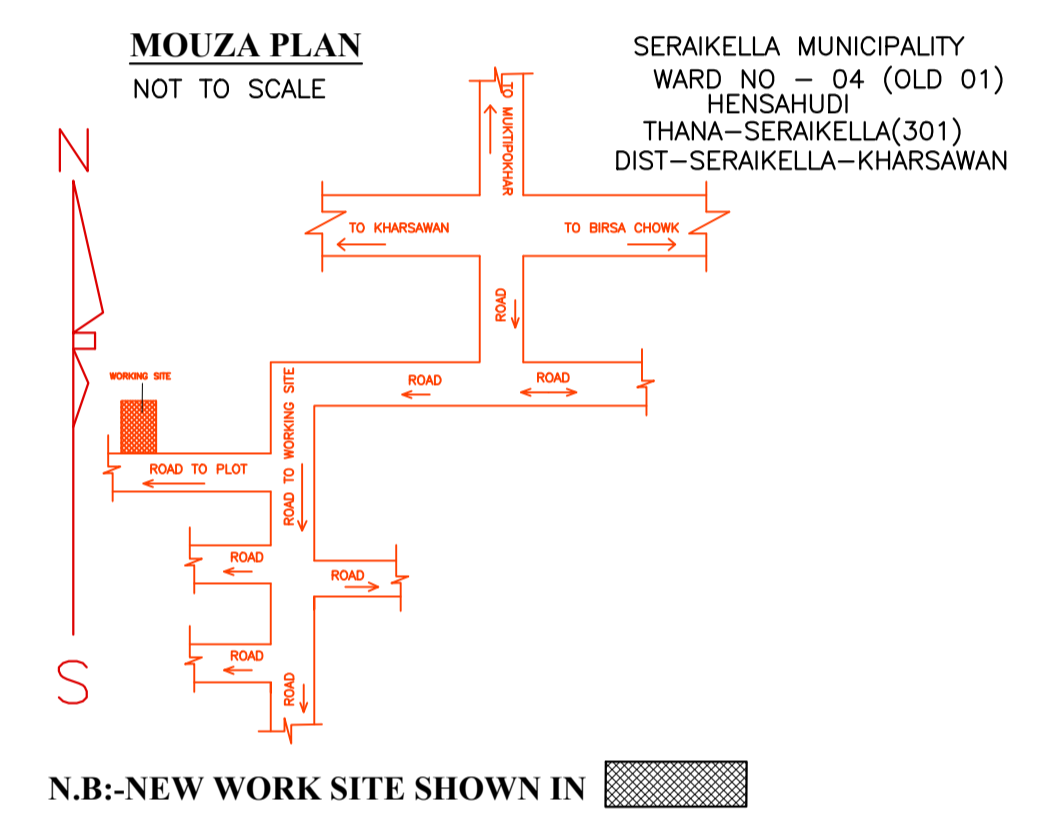 MOUZA PLAN
NOT TO SCALE
SERAIKELLA MUNICIPALITY
WARD NO - 04 (OLD 01)
HENSAHUDI
THANA-SERAIKELLA(301)
DIST-SERAIKELLA-KHARSAWAN
N
TO MUKTIPOKHAR
TO KHARSAWAN
TO BIRSA CHOWK
ROAD
ROAD
ROAD
WORKING SITE
ROAD TO WORKING SITE
ROAD TO PLOT
ROAD
ROAD
ROAD
ROAD
S
N.B:-NEW WORK SITE SHOWN IN